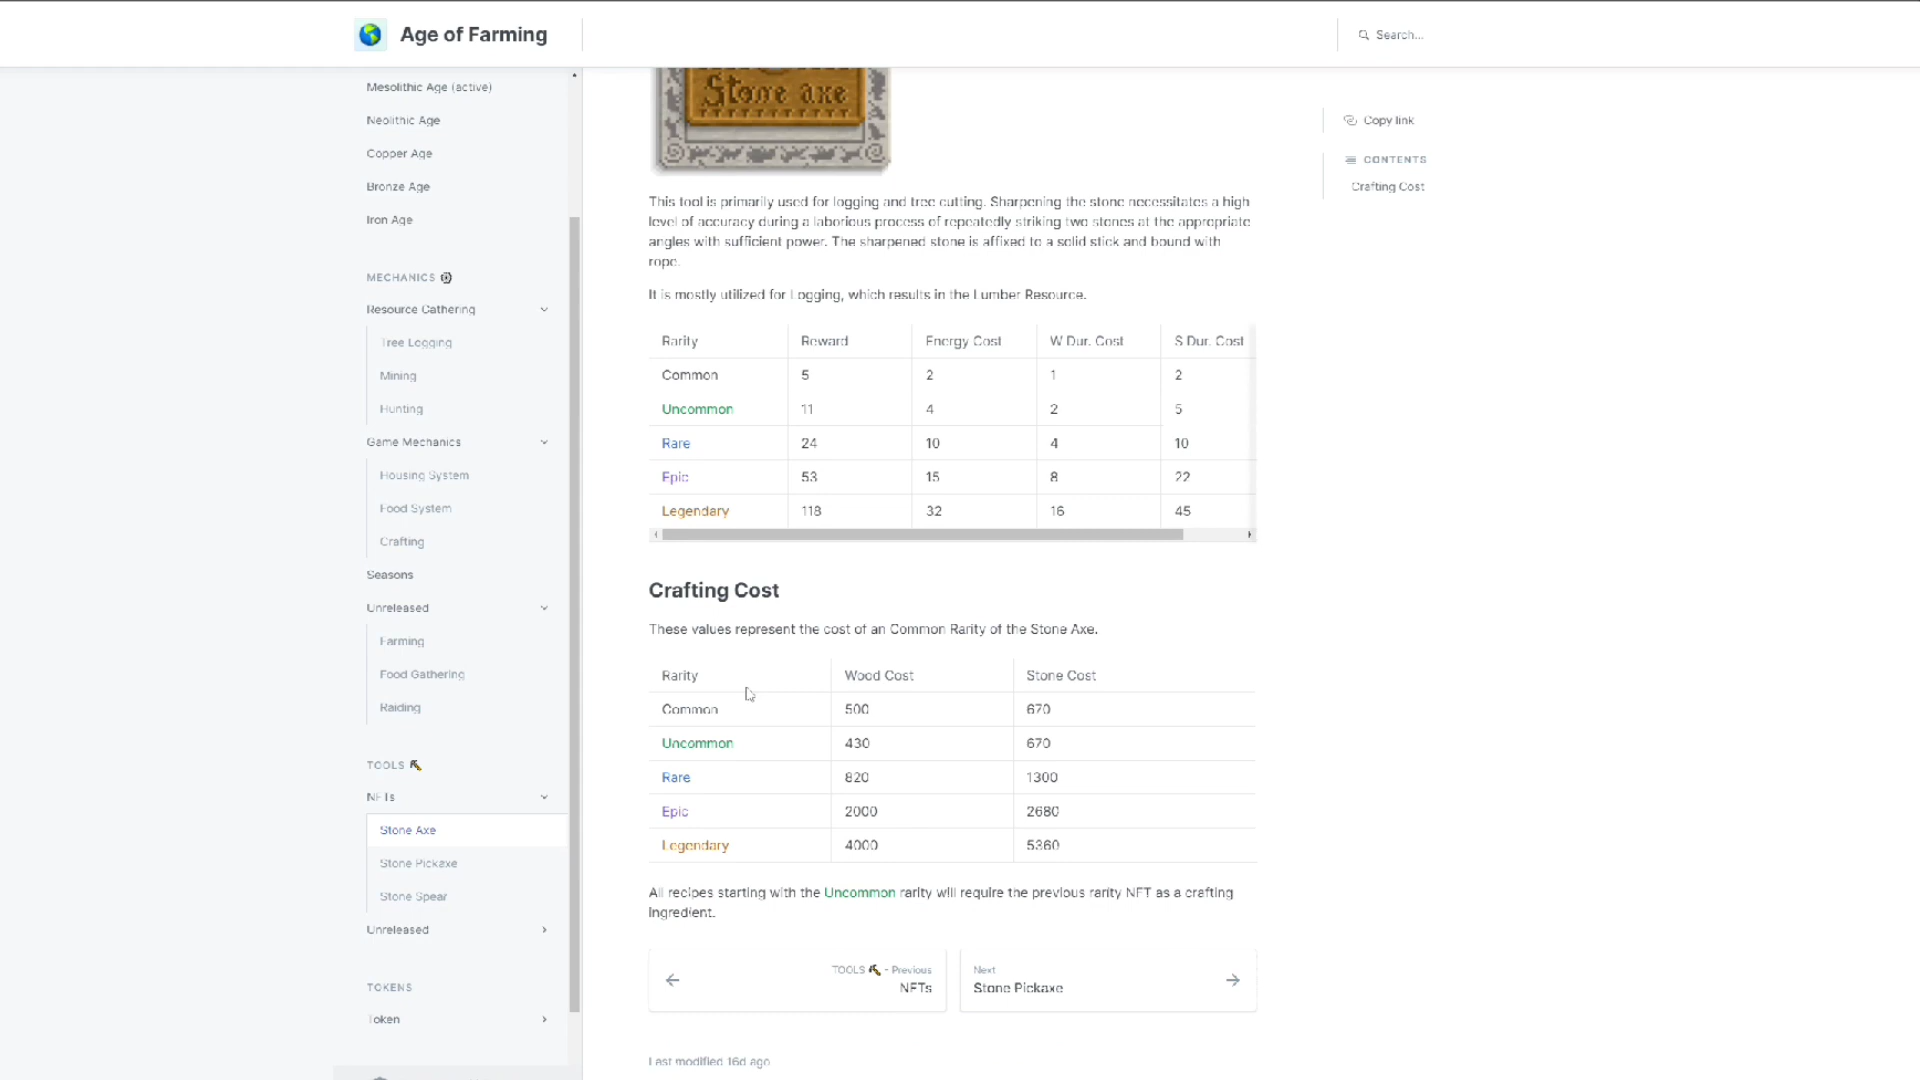 Age of Farming
Search...
Mesolithic Age (active)
Neolithic Age
Copper Age
Bronze Age
Iron Age
MECHANICS
Resource Gathering
Tree Logging
Mining
Hunting
Game Mechanics
Housing System
Food System
Crafting
Seasons
Unreleased
Farming
Food Gathering
Raiding
TOOLS
NFTs
Stone Axe
Stone Pickaxe
Stone Spear
Unreleased
TOKENS
Token
Stone axe
This tool is primarily used for logging and tree cutting. Sharpening the stone necessitates a high
level of accuracy during a laborious process of repeatedly striking two stones at the appropriate
angles with sufficient power. The sharpened stone is affixed to a solid stick and bound with
rope.
It is mostly utilized for Logging, which results in the Lumber Resource.
Rarity Reward Energy Cost W Dur. Cost S Dur. Cost
Common 5 2 1 2
Uncommon 11 4 2 5
Rare 24 10 4 10
Epic 53 15 8 22
Legendary 118 32 16 45
Crafting Cost
These values represent the cost of an Common Rarity of the Stone Axe.
Rarity Wood Cost Stone Cost
Common 500 670
Uncommon 430 670
Rare 820 1300
Epic 2000 2680
Legendary 4000 5360
All recipes starting with the Uncommon rarity will require the previous rarity NFT as a crafting
ingredient.
TOOLS - Previous
NFTs
Next
Stone Pickaxe
Last modified 16d ago
Copy link
CONTENTS
Crafting Cost